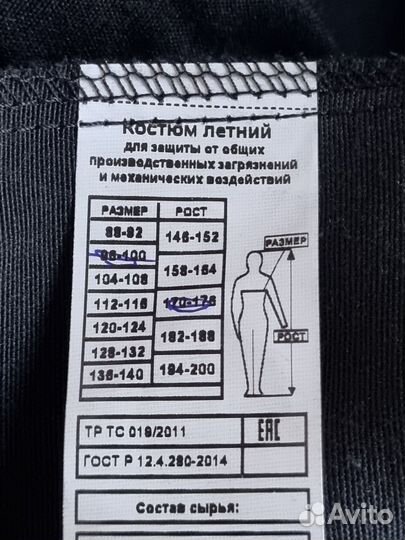 Костюм летний
для защиты от общих
производственных загрязнений
и механических воздействий
РАЗМЕР РОСТ
88-92 146-152
96-100
104-108 158-164
112-116 170-176
120-124 182-188
128-132
136-140 194-200
РАЗМЕР
РОСТ
ТР ТС 019/2011 ЕАС
ГОСТ Р 12.4.280-2014
Состав сырья:
Avito